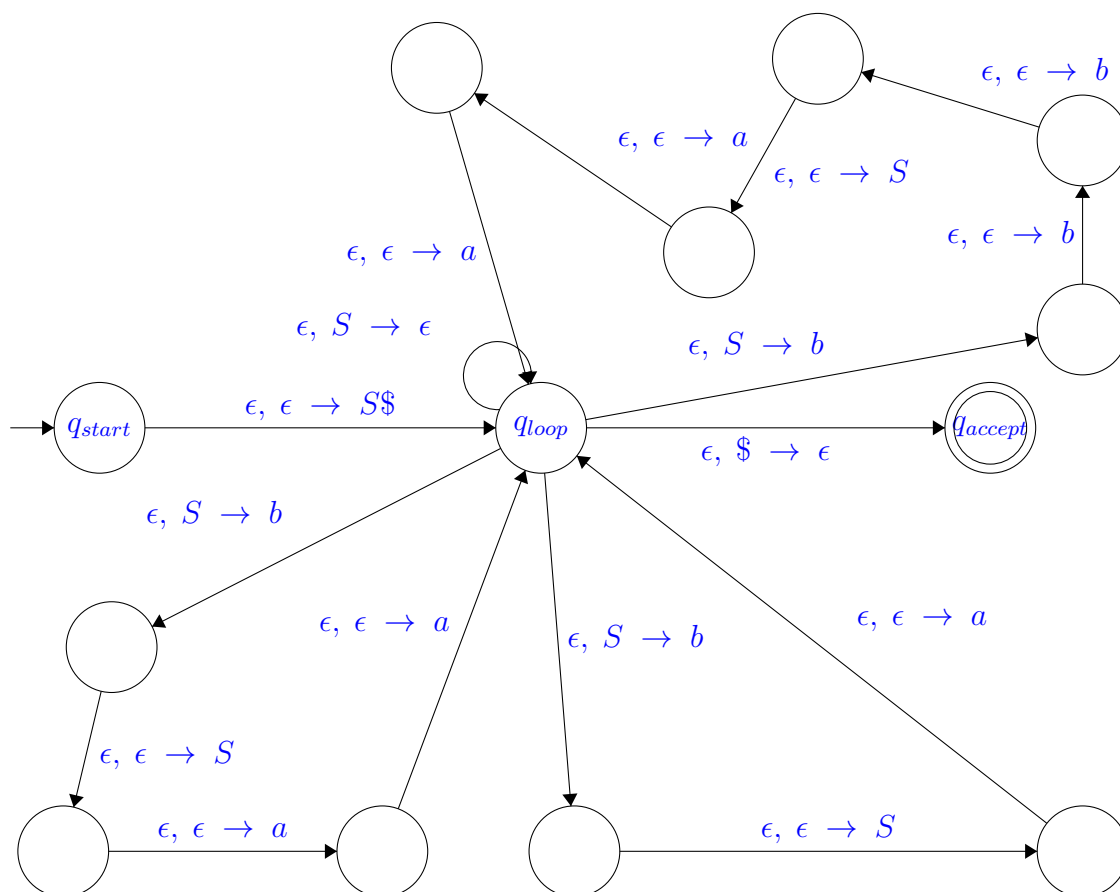 ϵ, ϵ → b
ϵ, ϵ → a
ϵ, ϵ → S
ϵ, ϵ → b
ϵ, ϵ → a
ϵ, S → ϵ
ϵ, S → b
ϵ, ϵ → S$
q_start
q_loop
q_accept
ϵ, $ → ϵ
ϵ, S → b
ϵ, ϵ → a
ϵ, S → b
ϵ, ϵ → a
ϵ, ϵ → S
ϵ, ϵ → a
ϵ, ϵ → S